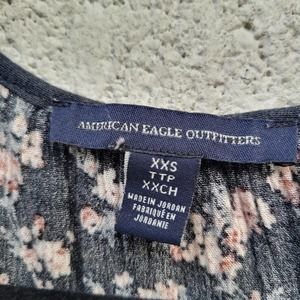 AMERICAN EAGLE OUTFITTERS
XXS
TTP
XXCH
MADE IN JORDAN
FABRIQUÉ EN
JORDANIE